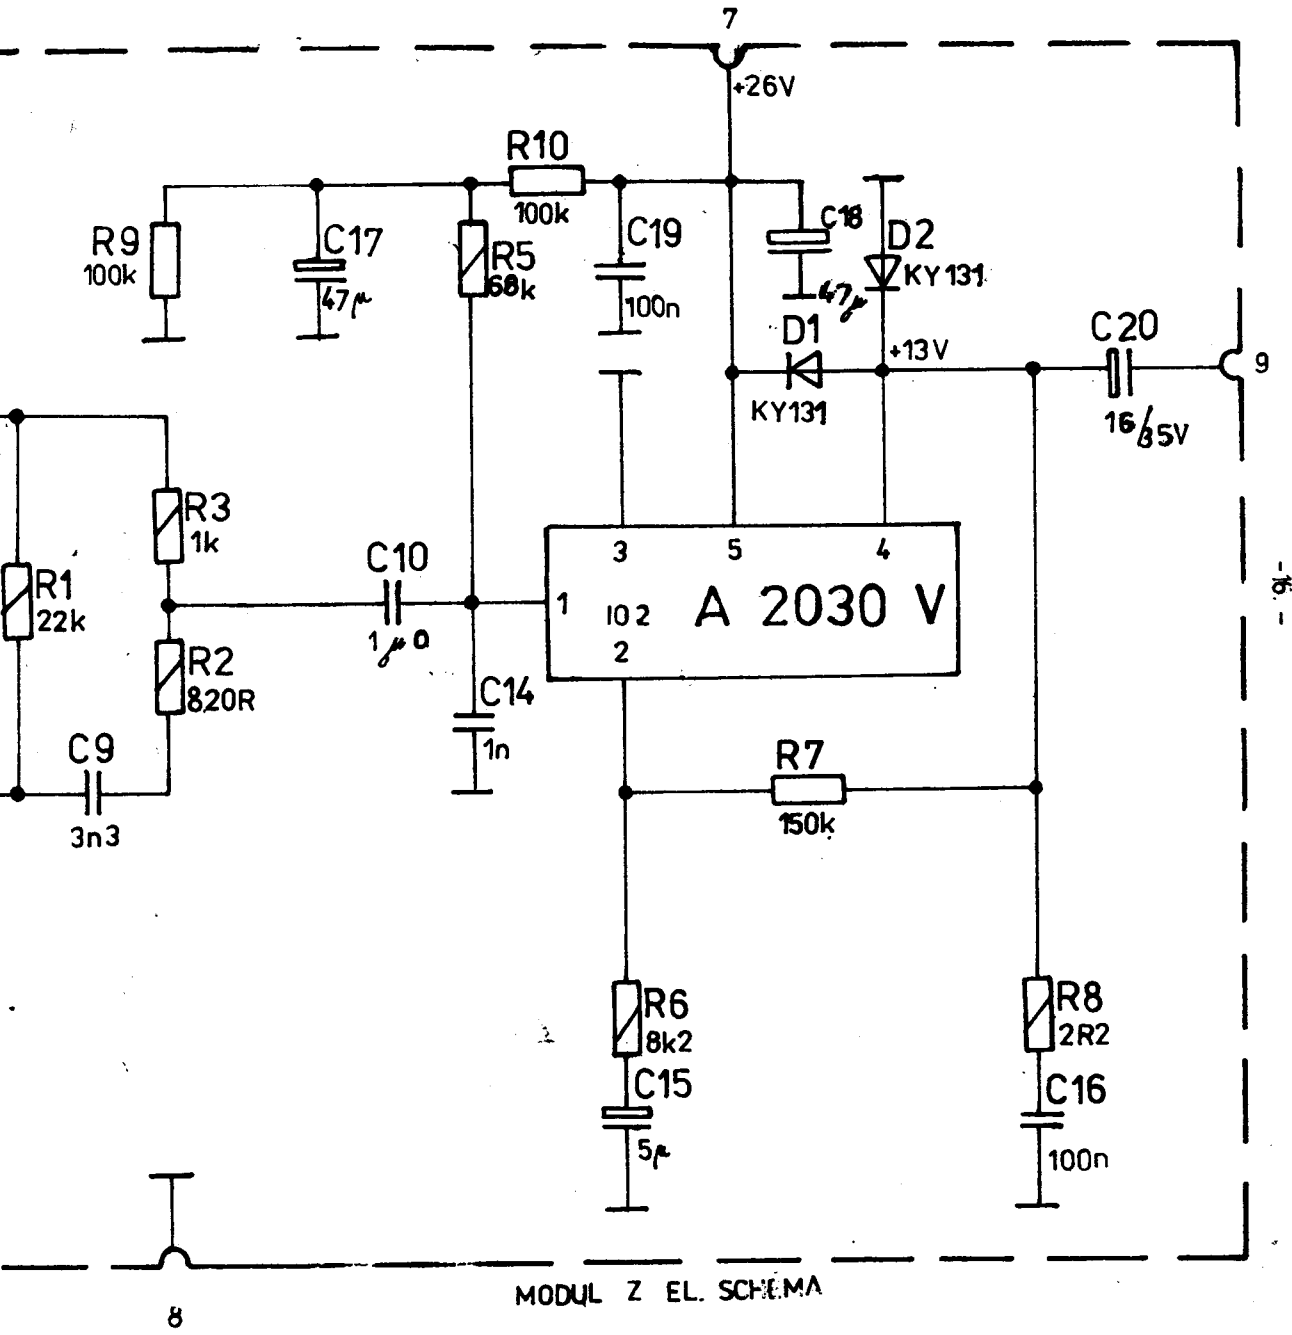 7
+26V
R10
100k
R9
100k
C17
47μ
R5
68k
C19
100n
C18
47μ
D2
KY131
D1
KY131
+13V
C20
16/35V
9
R3
1k
R1
22k
C10
1μ0
R2
820R
C9
3n3
C14
1n
3
5
4
1
IO2
A 2030 V
2
-16-
R7
150k
R6
8k2
C15
5μ
R8
2R2
C16
100n
8
MODUL Z EL. SCHEMA